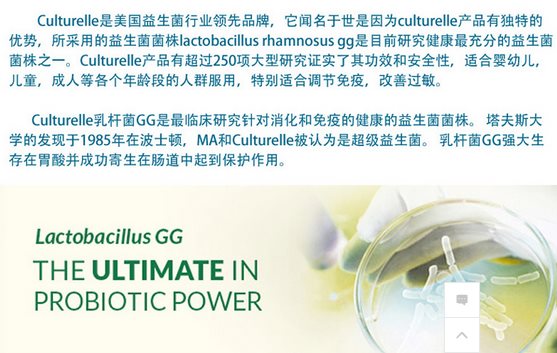 Culturelle是美国益生菌行业领先品牌，它闻名于世是因为culturelle产品有独特的
优势，所采用的益生菌菌株lactobacillus rhamnosus gg是目前研究健康最充分的益生菌
菌株之一。Culturelle产品有超过250项大型研究证实了其功效和安全性，适合婴幼儿，
儿童，成人等各个年龄段的人群服用，特别适合调节免疫，改善过敏。
Culturelle乳杆菌GG是最临床研究针对消化和免疫的健康的益生菌菌株。 塔夫斯大
学的发现于1985年在波士顿，MA和Culturelle被认为是超级益生菌。 乳杆菌GG强大生
存在胃酸并成功寄生在肠道中起到保护作用。
Lactobacillus GG
THE ULTIMATE IN
PROBIOTIC POWER